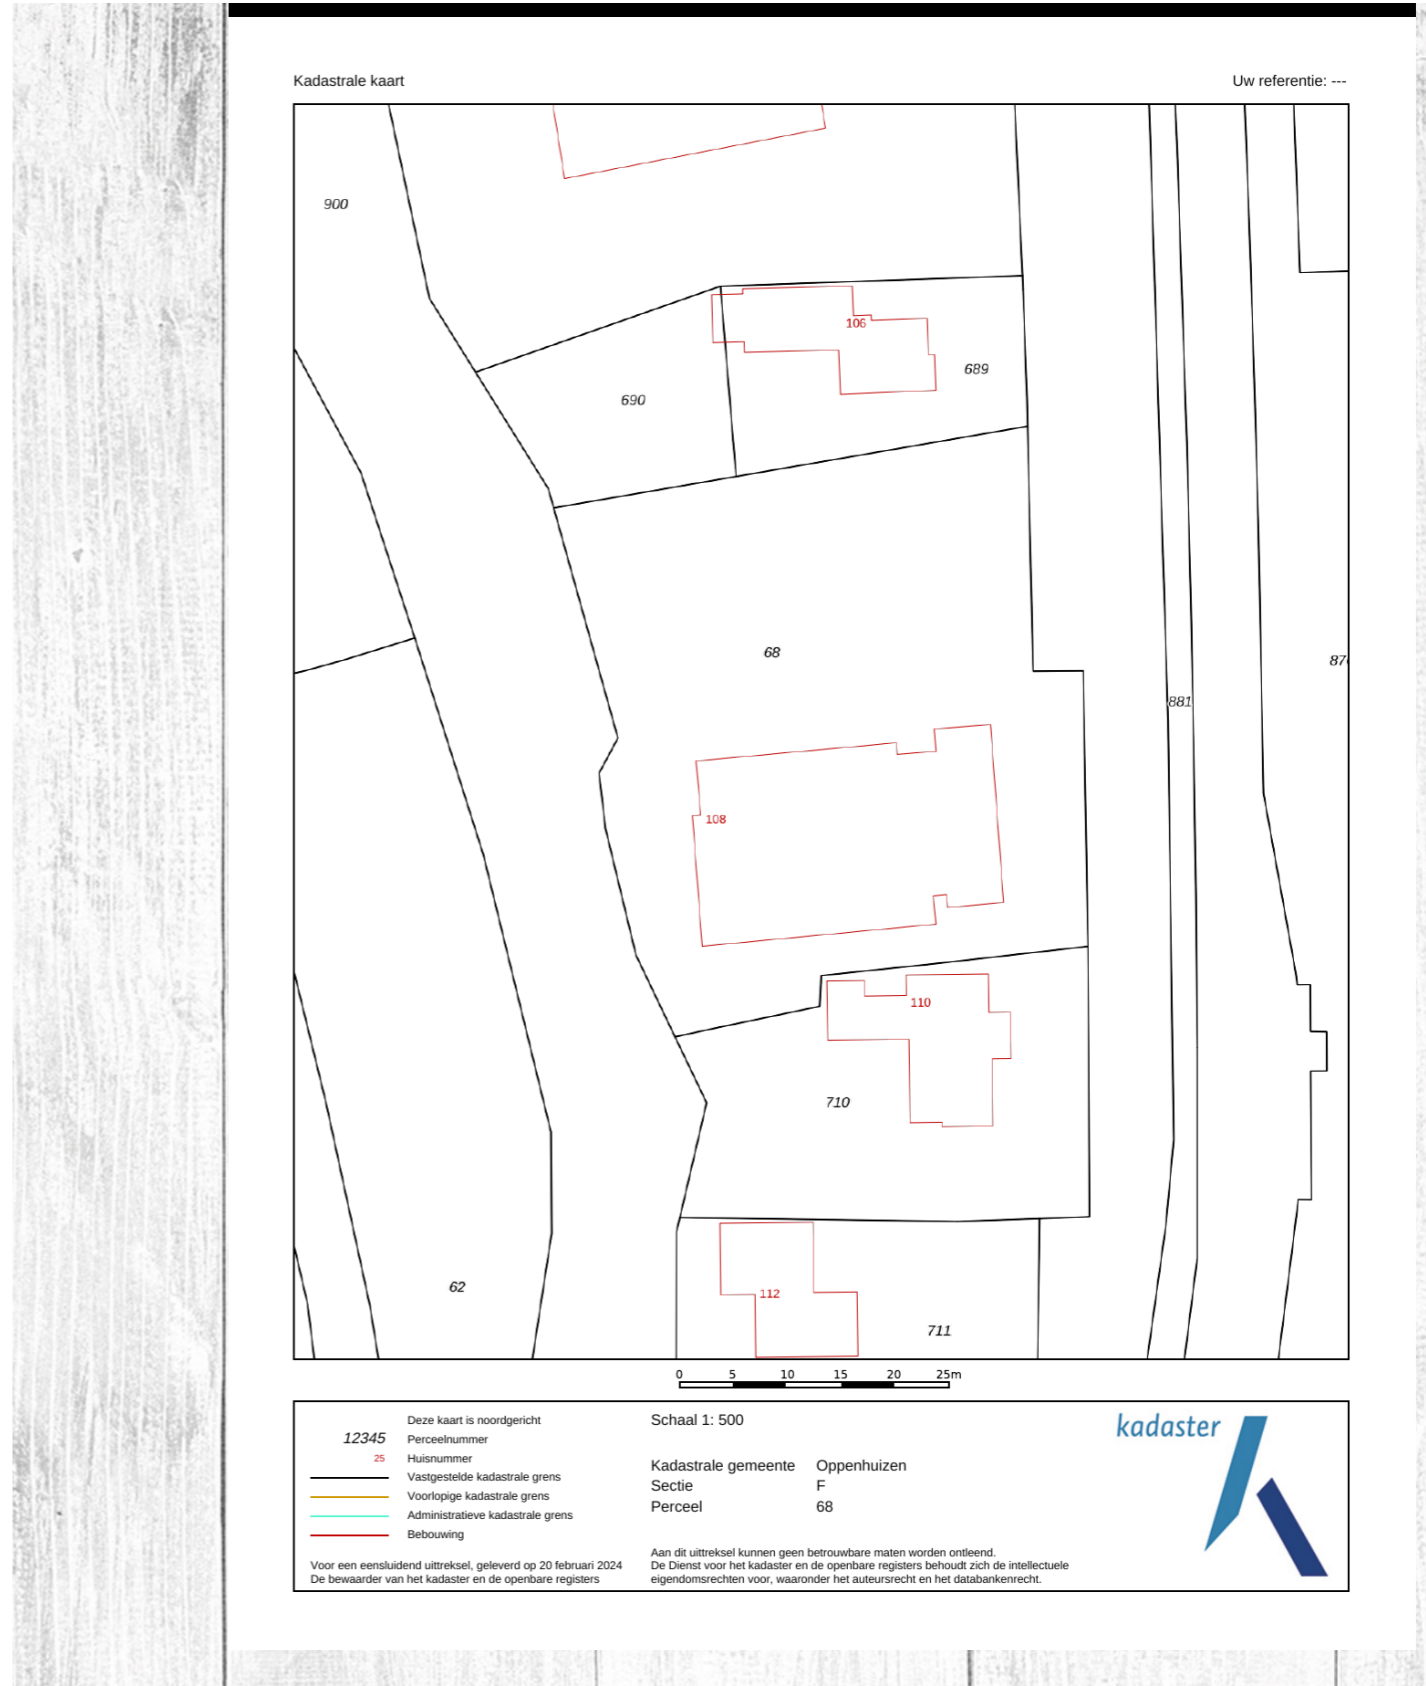 Kadastrale kaart
Uw referentie: ---
900
106
689
690
68
881
108
110
710
62
112
711
0 5 10 15 20 25m
Deze kaart is noordgericht
12345 Perceelnummer
25 Huisnummer
Vastgestelde kadastrale grens
Voorlopige kadastrale grens
Administratieve kadastrale grens
Bebouwing
Voor een eensluidend uittreksel, geleverd op 20 februari 2024
De bewaarder van het kadaster en de openbare registers
Schaal 1: 500
Kadastrale gemeente Oppenhuizen
Sectie F
Perceel 68
Aan dit uittreksel kunnen geen betrouwbare maten worden ontleend.
De Dienst voor het kadaster en de openbare registers behoudt zich de intellectuele
eigendomsrechten voor, waaronder het auteursrecht en het databankenrecht.
kadaster